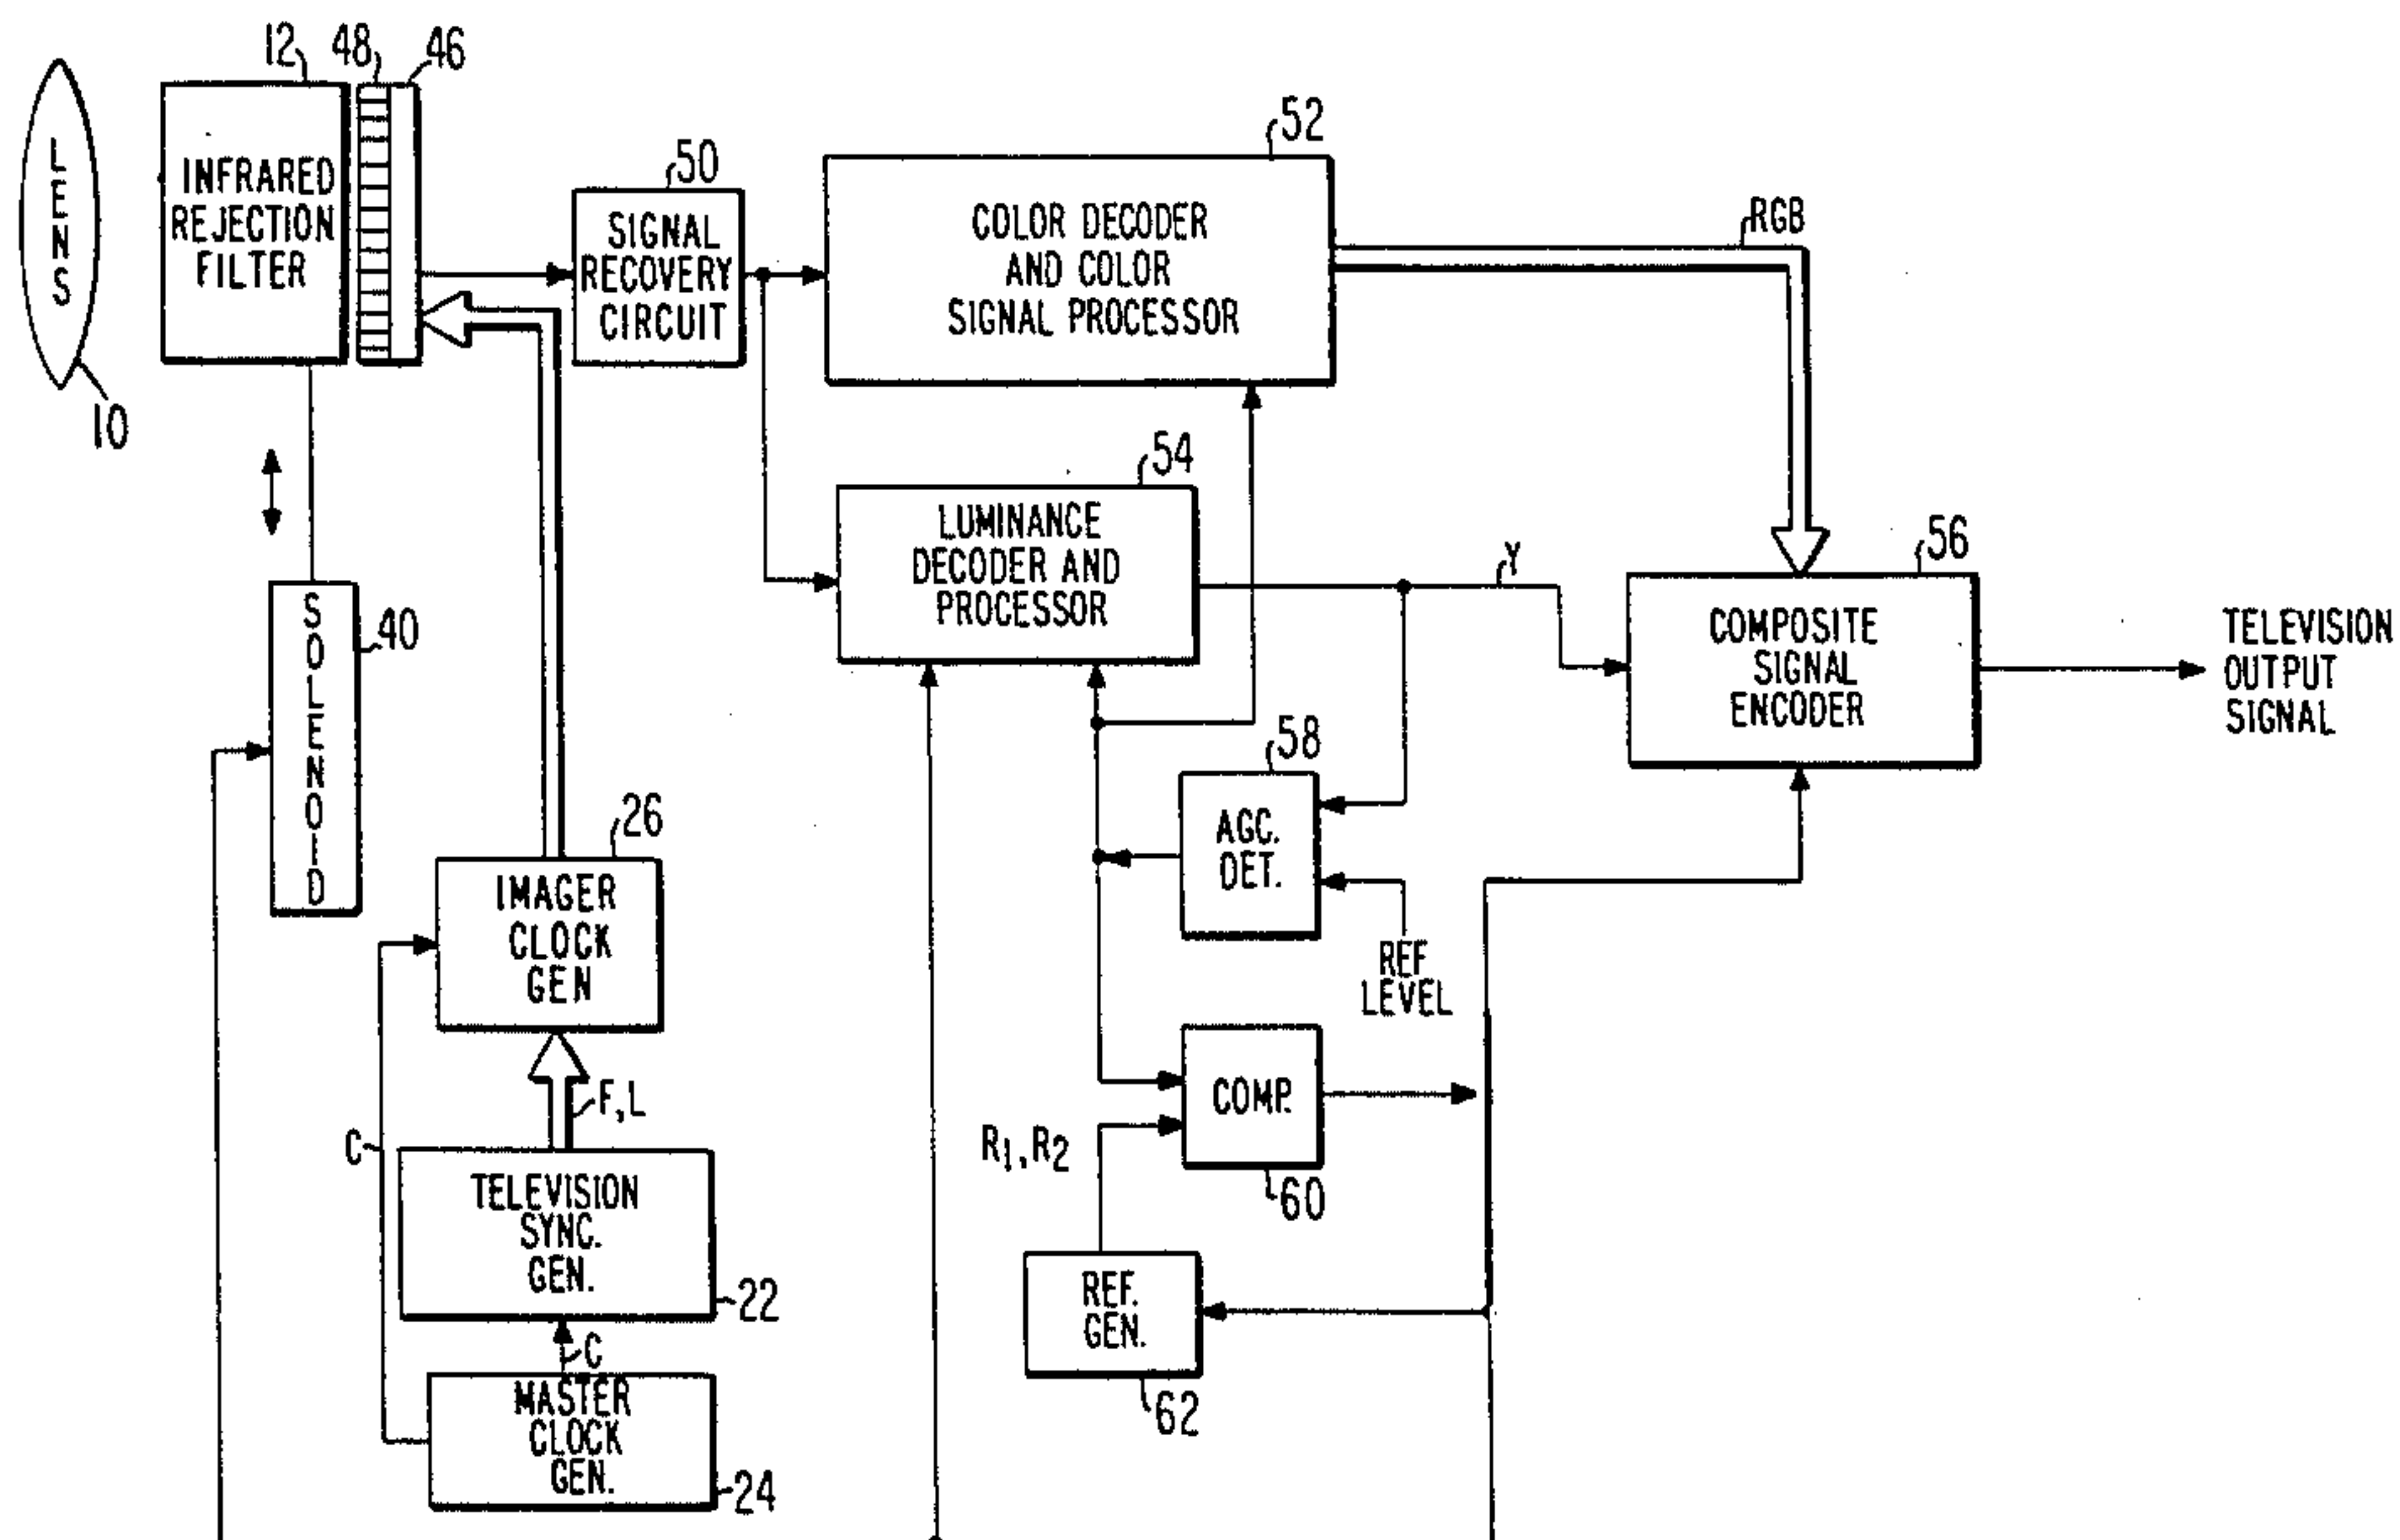 12
48
46
LENS
INFRARED
REJECTION
FILTER
10
50
SIGNAL
RECOVERY
CIRCUIT
52
COLOR DECODER
AND COLOR
SIGNAL PROCESSOR
RGB
54
LUMINANCE
DECODER AND
PROCESSOR
Y
56
COMPOSITE
SIGNAL
ENCODER
TELEVISION
OUTPUT
SIGNAL
SOLENOID
40
26
IMAGER
CLOCK
GEN
58
AGC.
DET.
REF
LEVEL
F,L
C
TELEVISION
SYNC.
GEN.
22
C
MASTER
CLOCK
GEN.
24
COMP.
60
R1,R2
REF.
GEN.
62